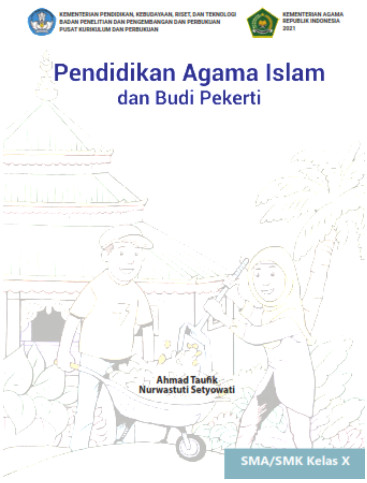 KEMENTERIAN PENDIDIKAN, KEBUDAYAAN, RISET, DAN TEKNOLOGI
BADAN PENELITIAN DAN PENGEMBANGAN DAN PERBUKUAN
PUSAT KURIKULUM DAN PERBUKUAN
KEMENTERIAN AGAMA
REPUBLIK INDONESIA
2021
Pendidikan Agama Islam
dan Budi Pekerti
Ahmad Taufik
Nurwastuti Setyowati
SMA/SMK Kelas X